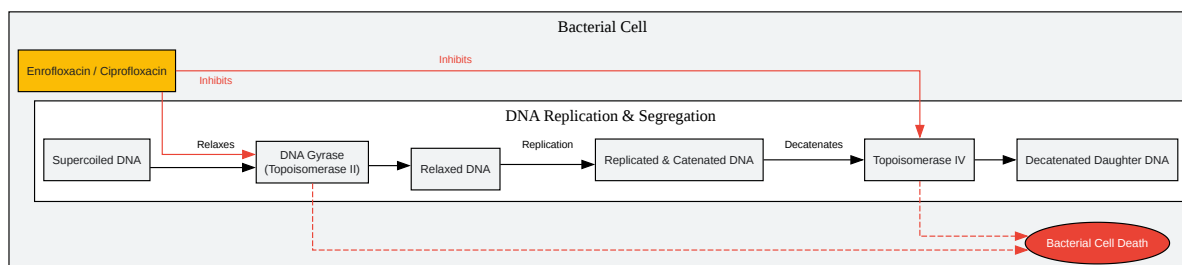 Bacterial Cell
Enrofloxacin / Ciprofloxacin
Inhibits
Inhibits
DNA Replication & Segregation
Supercoiled DNA
Relaxes
DNA Gyrase
(Topoisomerase II)
Relaxed DNA
Replication
Replicated & Catenated DNA
Decatenates
Topoisomerase IV
Decatenated Daughter DNA
Bacterial Cell Death